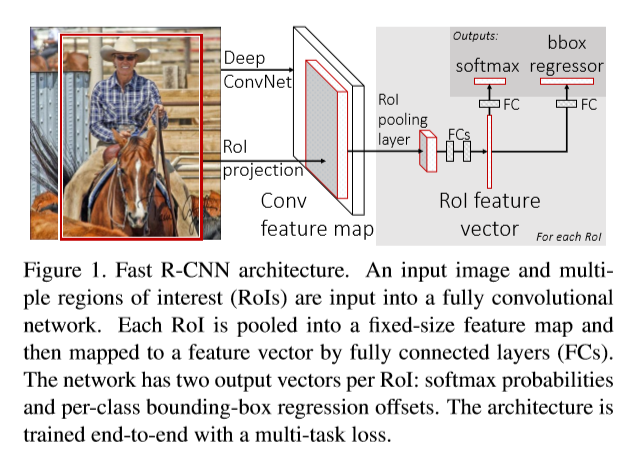 Outputs:
bbox
softmax regressor
Deep
ConvNet
RoI
pooling
layer
FC
FC
FCs
RoI
projection
Conv
feature map
RoI feature
vector
For each RoI
Figure 1. Fast R-CNN architecture. An input image and multi-
ple regions of interest (RoIs) are input into a fully convolutional
network. Each RoI is pooled into a fixed-size feature map and
then mapped to a feature vector by fully connected layers (FCs).
The network has two output vectors per RoI: softmax probabilities
and per-class bounding-box regression offsets. The architecture is
trained end-to-end with a multi-task loss.